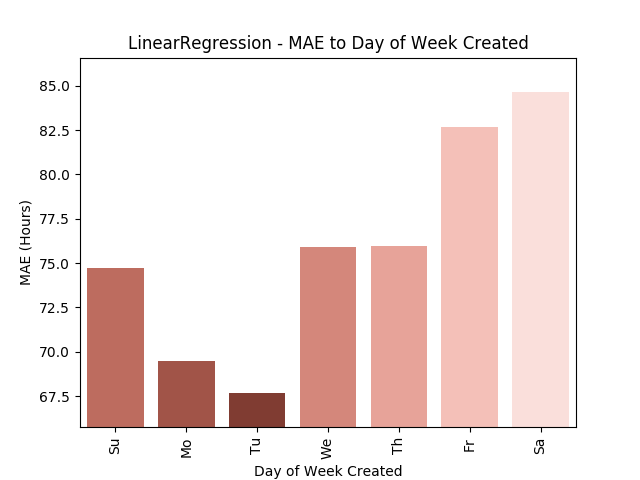 LinearRegression - MAE to Day of Week Created
MAE (Hours)
85.0
82.5
80.0
77.5
75.0
72.5
70.0
67.5
Su
Mo
Tu
We
Th
Fr
Sa
Day of Week Created